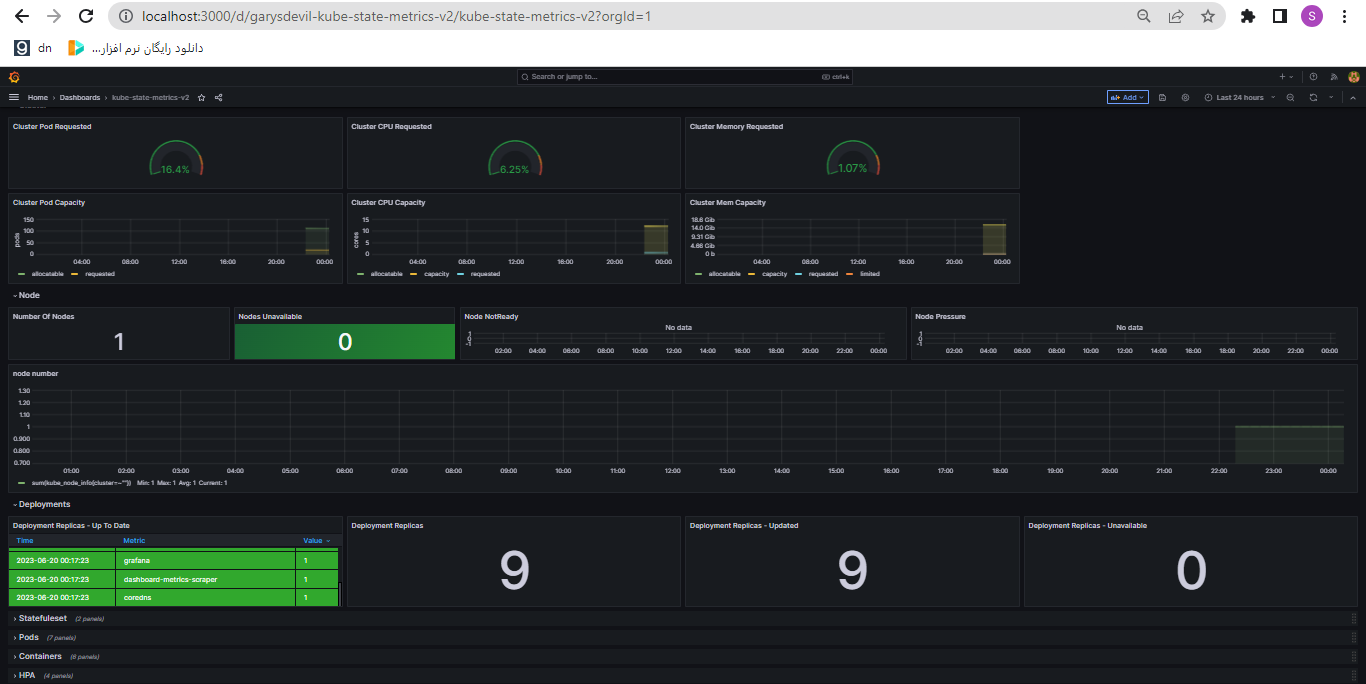 localhost:3000/d/garysdevil-kube-state-metrics-v2/kube-state-metrics-v2?orgId=1
S
dn
دانلود رایگان نرم افزار...
Search or jump to...
ctrl+k
Home › Dashboards › kube-state-metrics-v2
Add
Last 24 hours
Cluster Pod Requested
Cluster CPU Requested
Cluster Memory Requested
16.4%
6.25%
1.07%
Cluster Pod Capacity
pods
150
100
50
0
04:00 08:00 12:00 16:00 20:00 00:00
allocatable requested
Cluster CPU Capacity
cores
15
10
5
0
04:00 08:00 12:00 16:00 20:00 00:00
allocatable capacity requested
Cluster Mem Capacity
18.6 Gib
14.0 Gib
9.31 Gib
4.66 Gib
0 b
04:00 08:00 12:00 16:00 20:00 00:00
allocatable capacity requested limited
Node
Number Of Nodes
1
Nodes Unavailable
0
Node NotReady
No data
1
0
-1
02:00 04:00 06:00 08:00 10:00 12:00 14:00 16:00 18:00 20:00 22:00 00:00
Node Pressure
No data
1
0
-1
02:00 04:00 06:00 08:00 10:00 12:00 14:00 16:00 18:00 20:00 22:00 00:00
node number
1.30
1.20
1.10
1
0.900
0.800
0.700
01:00 02:00 03:00 04:00 05:00 06:00 07:00 08:00 09:00 10:00 11:00 12:00 13:00 14:00 15:00 16:00 17:00 18:00 19:00 20:00 21:00 22:00 23:00 00:00
sum(kube_node_info{cluster=~""}) Min: 1 Max: 1 Avg: 1 Current: 1
Deployments
Deployment Replicas - Up To Date
Time Metric Value
2023-06-20 00:17:23 grafana 1
2023-06-20 00:17:23 dashboard-metrics-scraper 1
2023-06-20 00:17:23 coredns 1
Deployment Replicas
9
Deployment Replicas - Updated
9
Deployment Replicas - Unavailable
0
Statefuleset (2 panels)
Pods (7 panels)
Containers (6 panels)
HPA (4 panels)